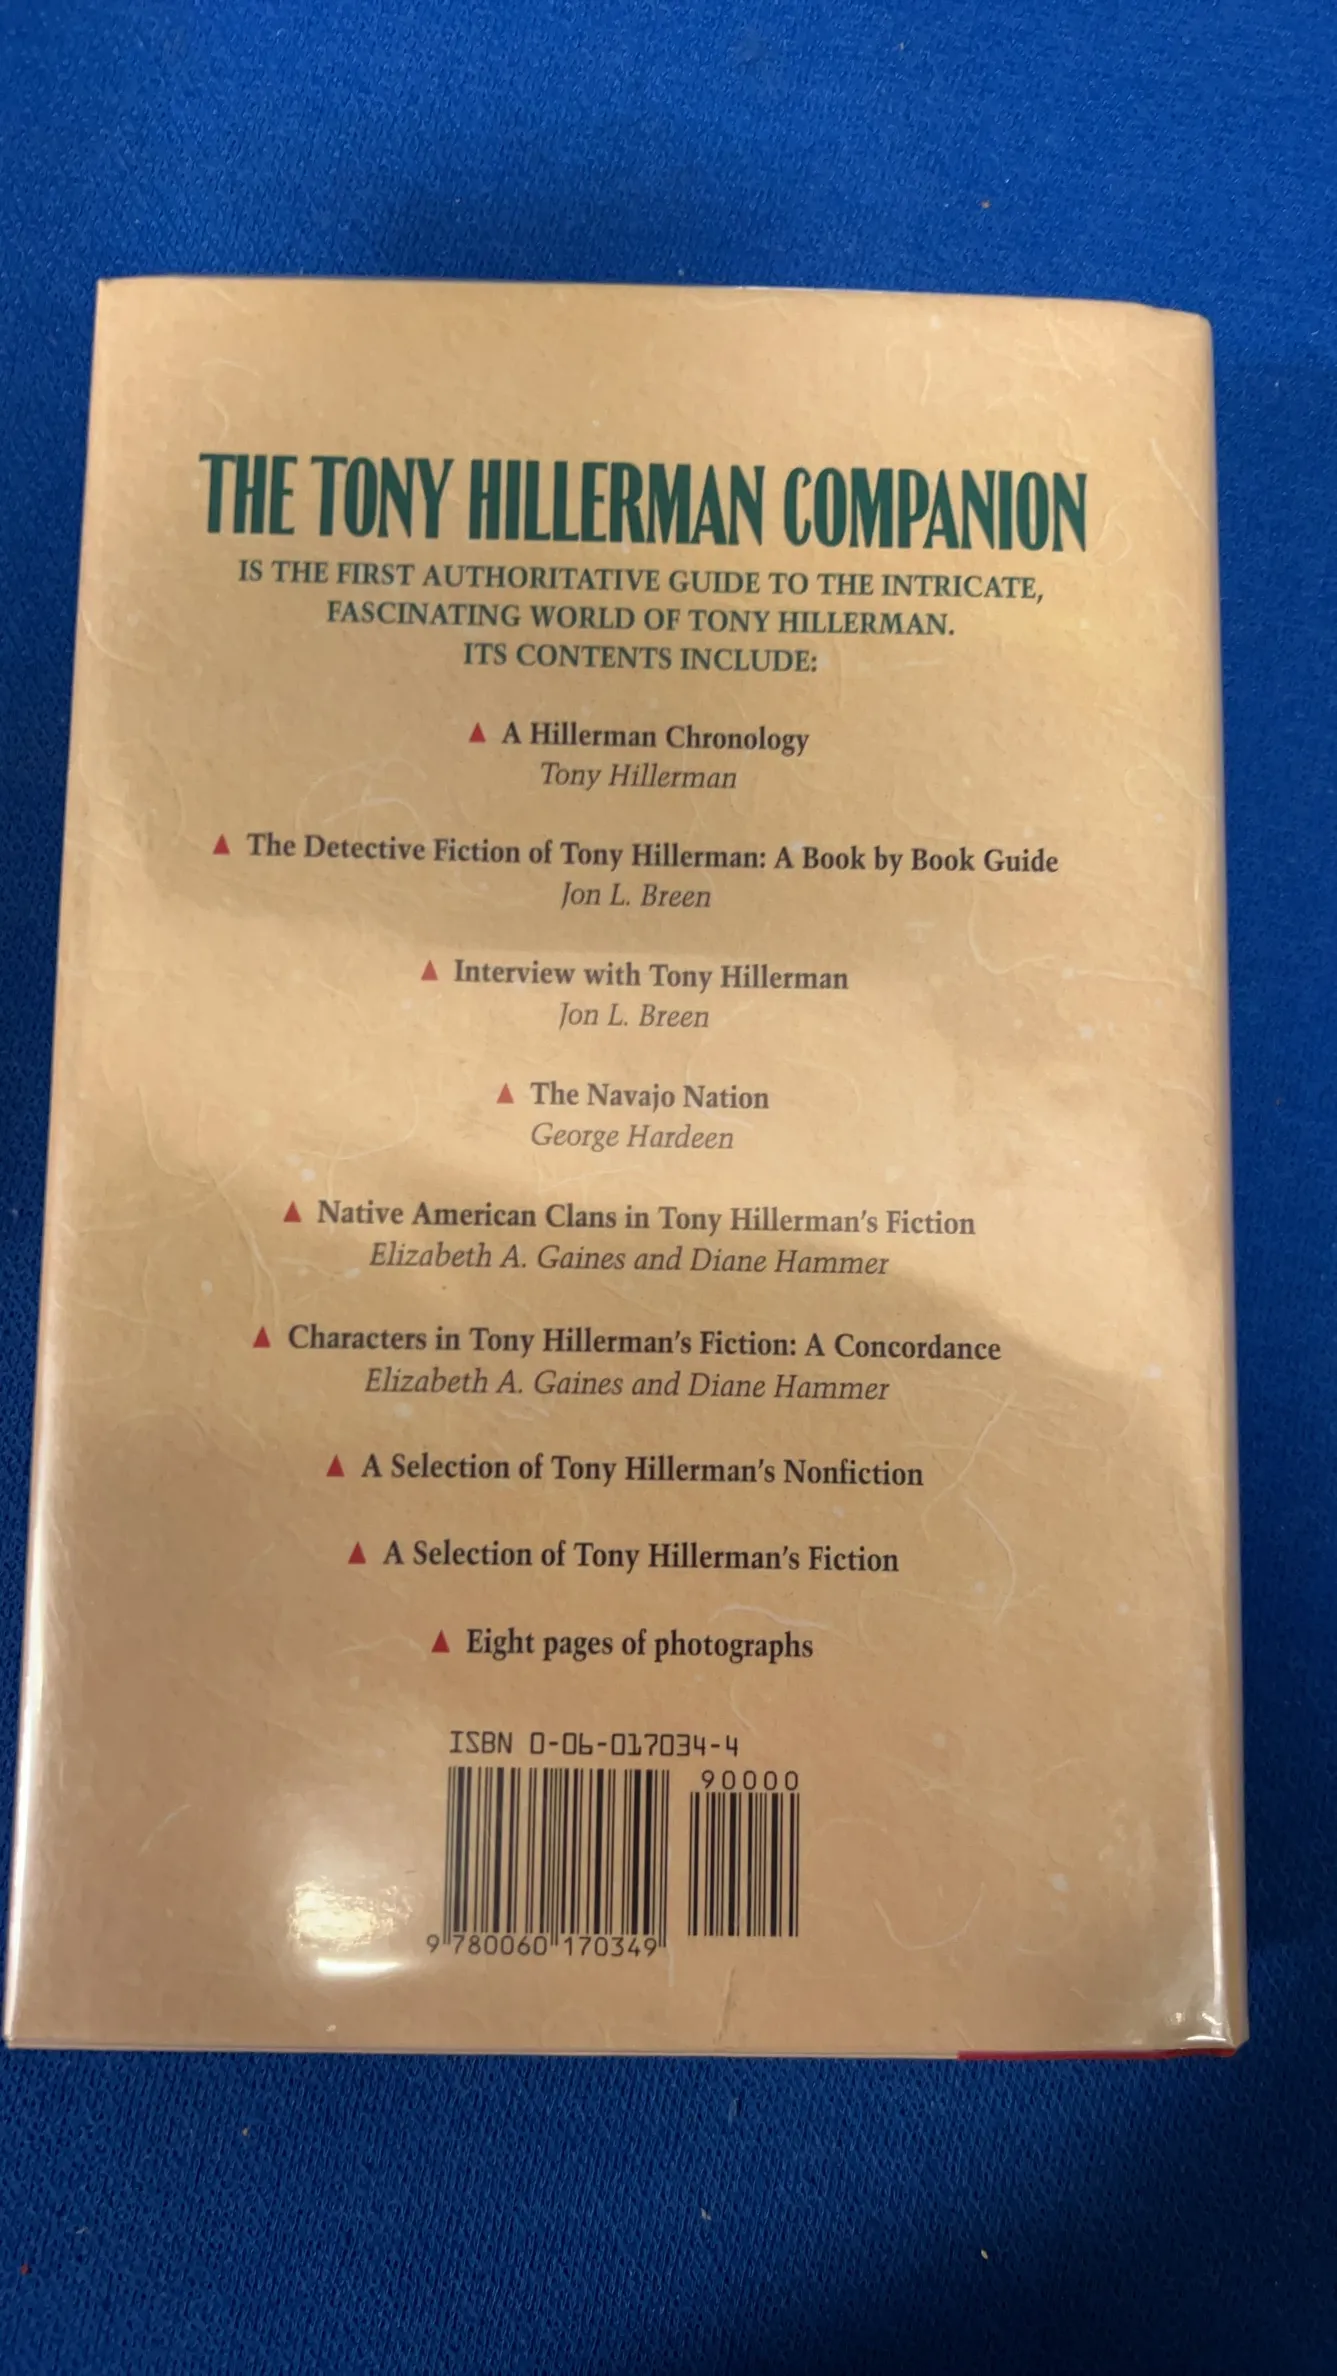 THE TONY HILLERMAN COMPANION
IS THE FIRST AUTHORITATIVE GUIDE TO THE INTRICATE,
FASCINATING WORLD OF TONY HILLERMAN.
ITS CONTENTS INCLUDE:
▲ A Hillerman Chronology
Tony Hillerman
▲ The Detective Fiction of Tony Hillerman: A Book by Book Guide
Jon L. Breen
▲ Interview with Tony Hillerman
Jon L. Breen
▲ The Navajo Nation
George Hardeen
▲ Native American Clans in Tony Hillerman's Fiction
Elizabeth A. Gaines and Diane Hammer
▲ Characters in Tony Hillerman's Fiction: A Concordance
Elizabeth A. Gaines and Diane Hammer
▲ A Selection of Tony Hillerman's Nonfiction
▲ A Selection of Tony Hillerman's Fiction
▲ Eight pages of photographs
ISBN 0-06-017034-4
90000
9 780060 170349